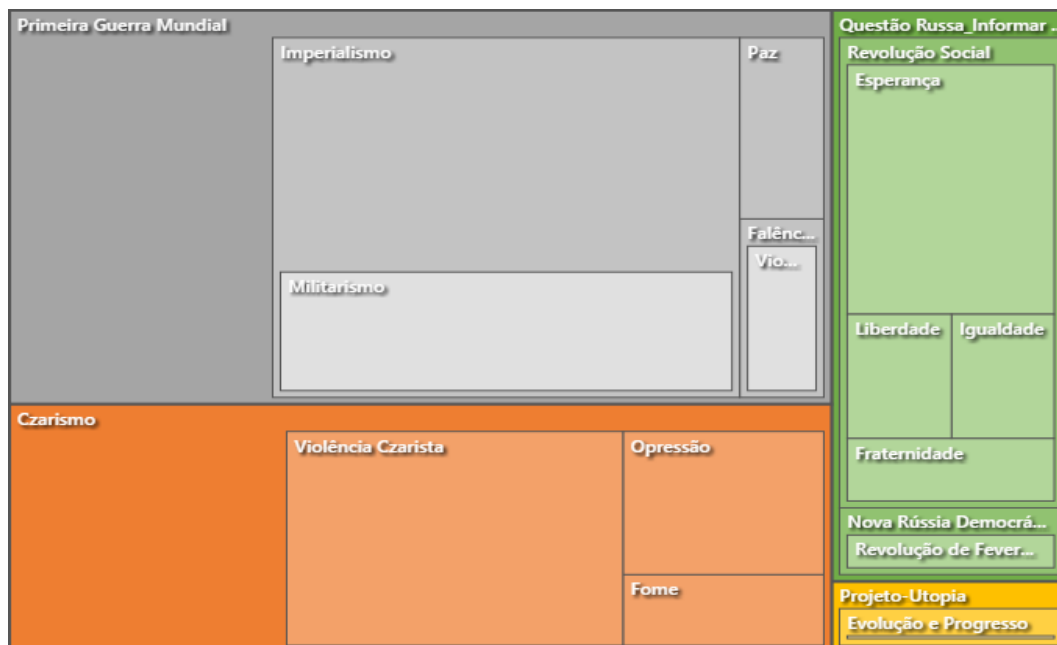 Primeira Guerra Mundial
Imperialismo
Militarismo
Paz
Falênc...
Vio...
Czarismo
Violência Czarista
Opressão
Fome
Questão Russa_Informar ...
Revolução Social
Esperança
Liberdade
Igualdade
Fraternidade
Nova Rússia Democrá...
Revolução de Fever...
Projeto-Utopia
Evolução e Progresso